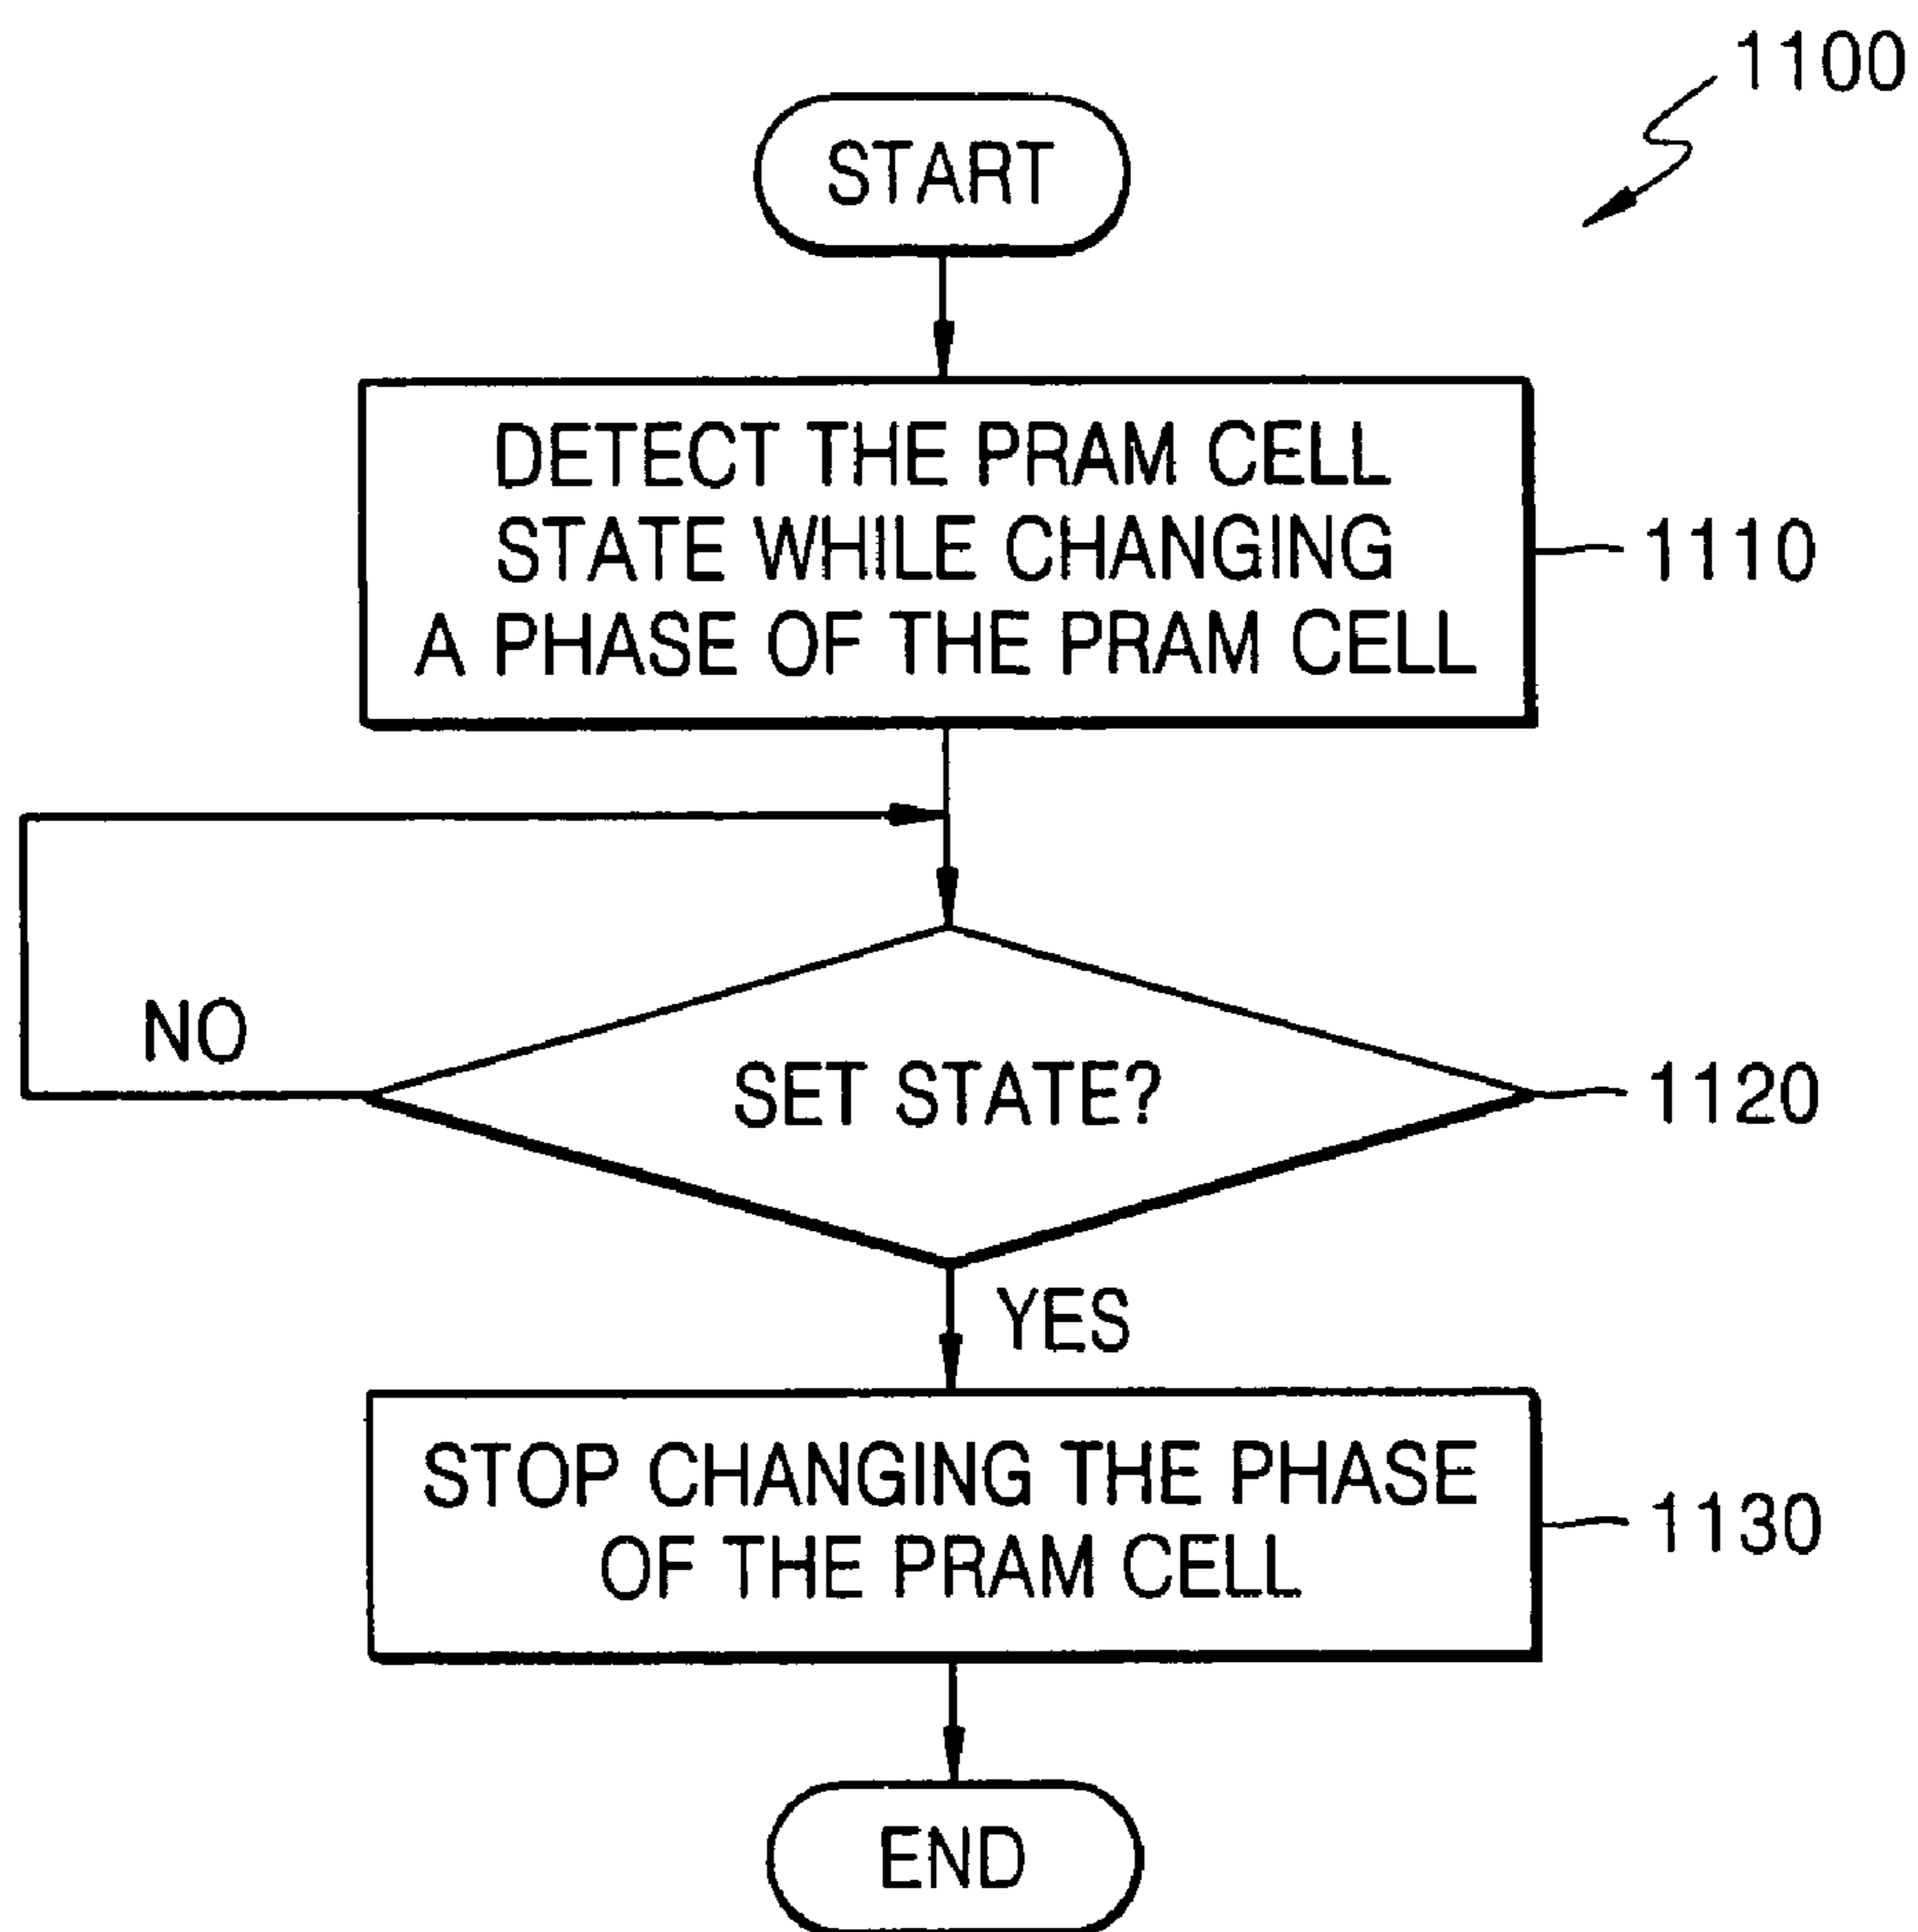 1100
START
DETECT THE PRAM CELL
STATE WHILE CHANGING
A PHASE OF THE PRAM CELL
1110
NO
SET STATE?
1120
YES
STOP CHANGING THE PHASE
OF THE PRAM CELL
1130
END